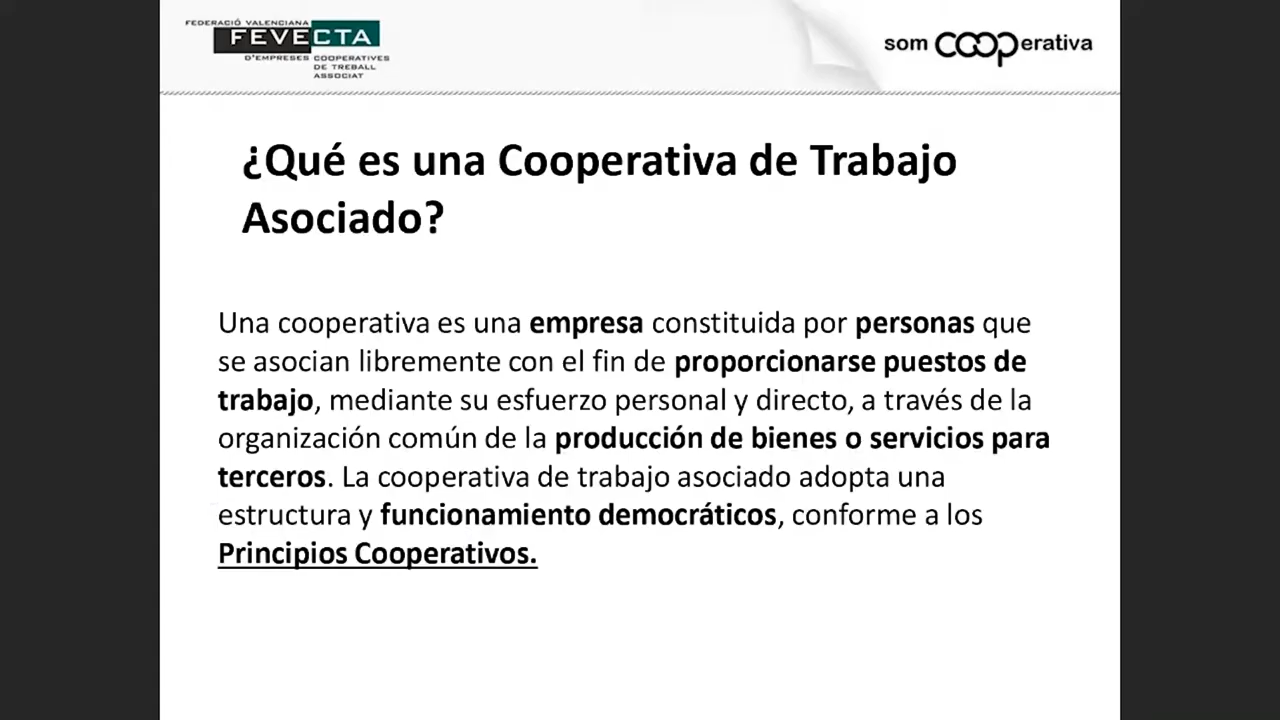 FEDERACIÓ VALENCIANA
FEVECTA
D'EMPRESES COOPERATIVES
DE TREBALL
ASSOCIAT
som COOPerativa
¿Qué es una Cooperativa de Trabajo
Asociado?
Una cooperativa es una empresa constituida por personas que
se asocian libremente con el fin de proporcionarse puestos de
trabajo, mediante su esfuerzo personal y directo, a través de la
organización común de la producción de bienes o servicios para
terceros. La cooperativa de trabajo asociado adopta una
estructura y funcionamiento democráticos, conforme a los
Principios Cooperativos.